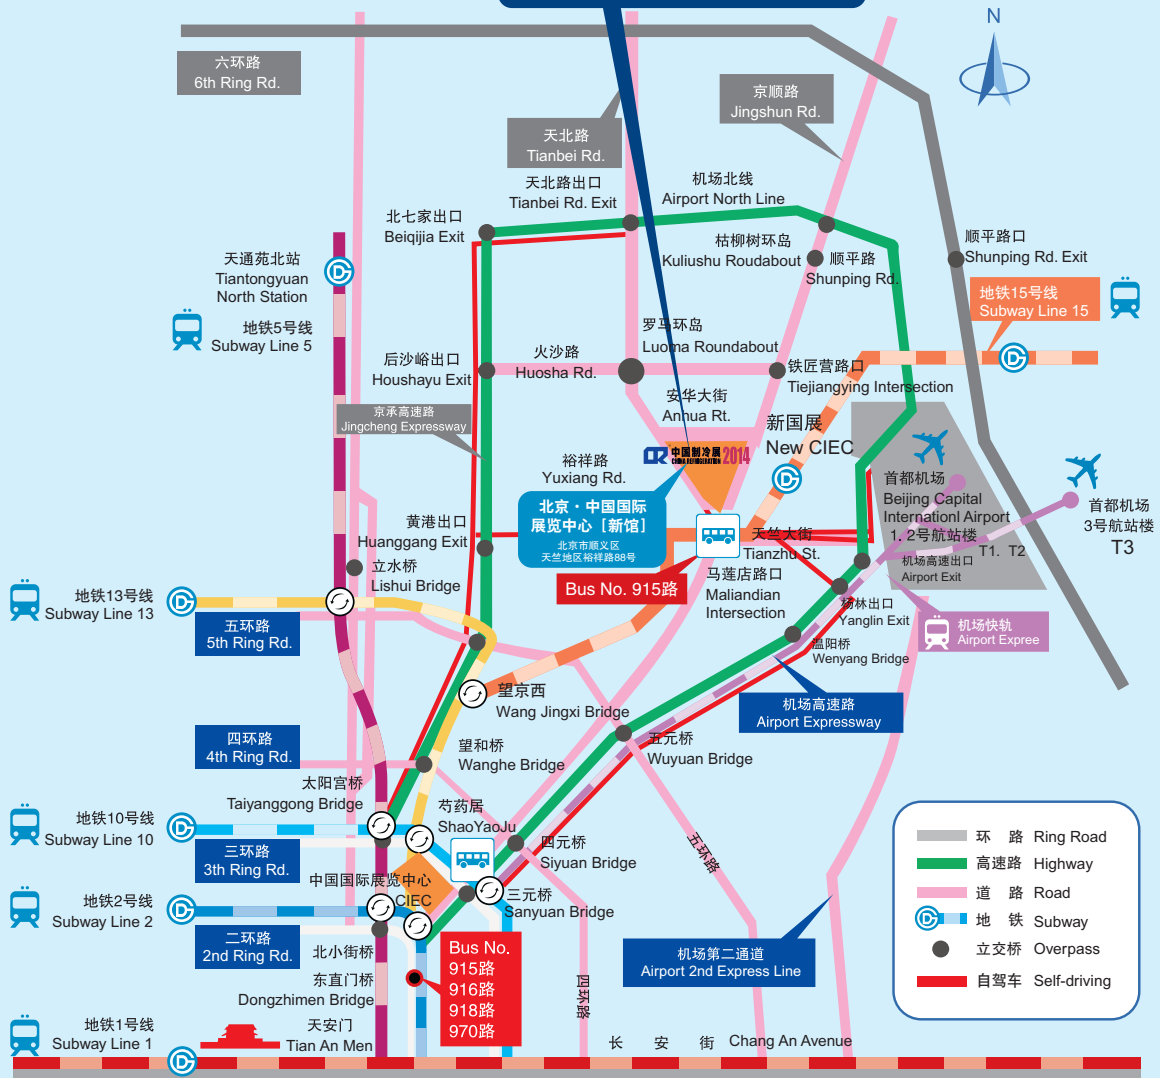 N
六环路
6th Ring Rd.
京顺路
Jingshun Rd.
天北路
Tianbei Rd.
天北路出口
Tianbei Rd. Exit
机场北线
Airport North Line
北七家出口
Beiqijia Exit
枯柳树环岛
Kuliushu Roudabout
顺平路
Shunping Rd.
顺平路口
Shunping Rd. Exit
天通苑北站
Tiantongyuan
North Station
地铁15号线
Subway Line 15
地铁5号线
Subway Line 5
罗马环岛
Luoma Roundabout
后沙峪出口
Houshayu Exit
火沙路
Huosha Rd.
铁匠营路口
Tiejiangying Intersection
安华大街
Anhua Rt.
京承高速路
Jingcheng Expressway
新国展
New CIEC
中国制冷展
CHINA REFRIGERATION
2014
裕祥路
Yuxiang Rd.
首都机场
Beijing Capital
Internationl Airport
1. 2号航站楼
首都机场
3号航站楼
T3
T1. T2
北京·中国国际
展览中心［新馆］
北京市顺义区
天竺地区裕祥路88号
黄港出口
Huanggang Exit
天竺大街
Tianzhu St.
机场高速出口
Airport Exit
立水桥
Lishui Bridge
Bus No. 915路
马莲店路口
Maliandian
Intersection
地铁13号线
Subway Line 13
杨林出口
Yanglin Exit
五环路
5th Ring Rd.
机场快轨
Airport Expree
温阳桥
Wenyang Bridge
望京西
Wang Jingxi Bridge
机场高速路
Airport Expressway
四环路
4th Ring Rd.
望和桥
Wanghe Bridge
五元桥
Wuyuan Bridge
太阳宫桥
Taiyanggong Bridge
芍药居
ShaoYaoJu
地铁10号线
Subway Line 10
四元桥
Siyuan Bridge
五环路
三环路
3th Ring Rd.
中国国际展览中心
CIEC
三元桥
Sanyuan Bridge
地铁2号线
Subway Line 2
二环路
2nd Ring Rd.
北小街桥
Bus No.
915路
916路
918路
970路
机场第二通道
Airport 2nd Express Line
东直门桥
Dongzhimen Bridge
四环路
地铁1号线
Subway Line 1
天安门
Tian An Men
长 安 街 Chang An Avenue
环 路 Ring Road
高速路 Highway
道 路 Road
地 铁 Subway
立交桥 Overpass
自驾车 Self-driving